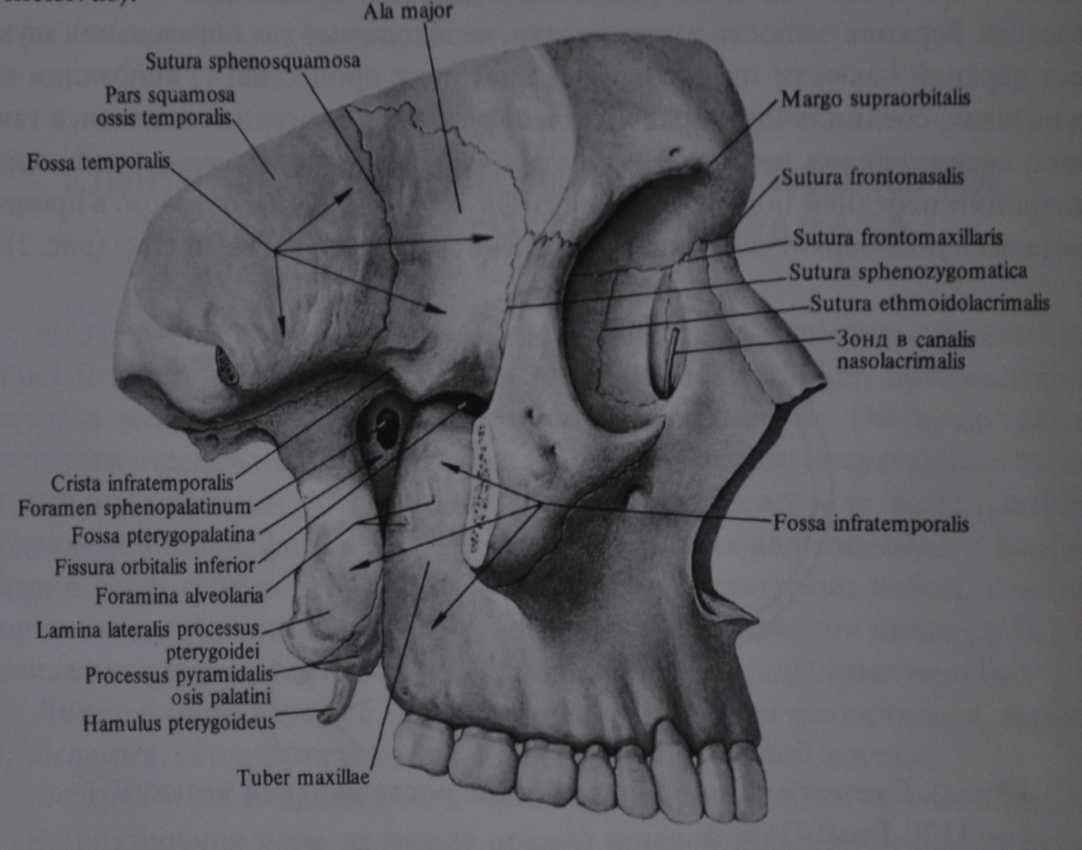 Ala major
Sutura sphenosquamosa
Pars squamosa
ossis temporalis
Fossa temporalis
Margo supraorbitalis
Sutura frontonasalis
Sutura frontomaxillaris
Sutura sphenozygomatica
Sutura ethmoidolacrimalis
Зонд в canalis
nasolacrimalis
Crista infratemporalis
Foramen sphenopalatinum
Fossa pterygopalatina
Fissura orbitalis inferior
Foramina alveolaria
Lamina lateralis processus
pterygoidei
Processus pyramidalis
osis palatini
Hamulus pterygoideus
Tuber maxillae
Fossa infratemporalis